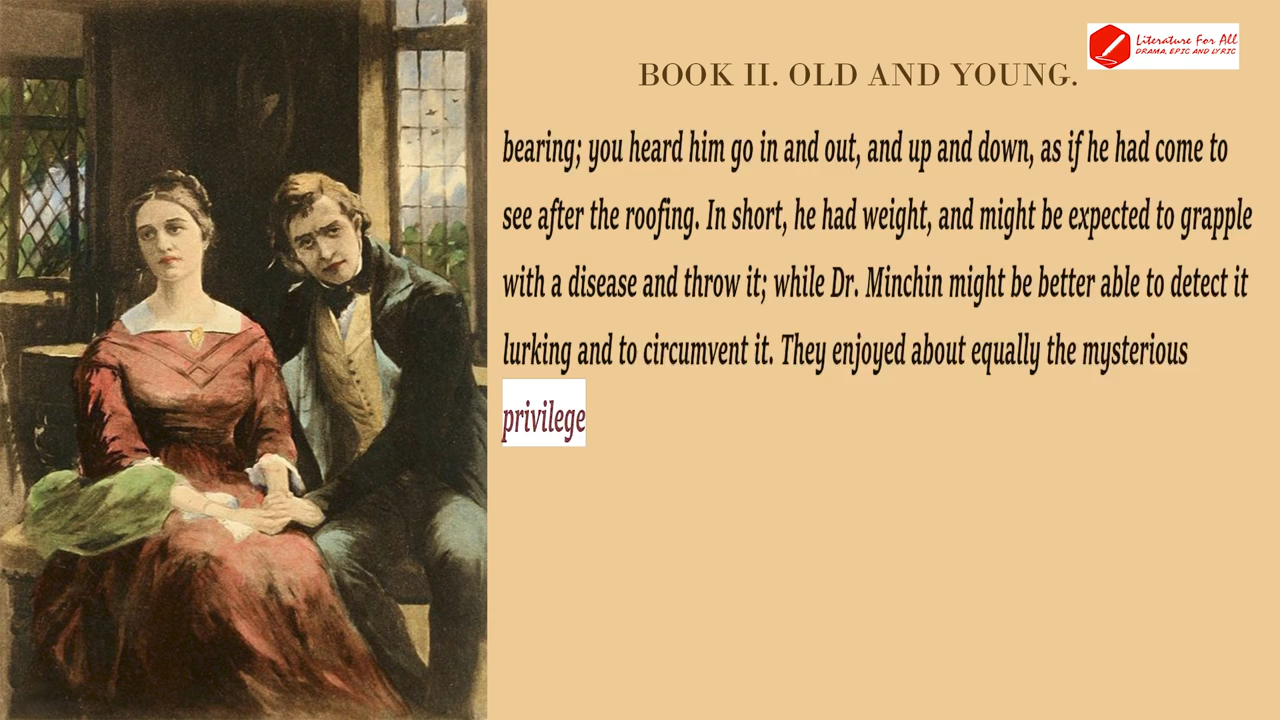 Literature For All
DRAMA, EPIC AND LYRIC
BOOK II. OLD AND YOUNG.
bearing; you heard him go in and out, and up and down, as if he had come to
see after the roofing. In short, he had weight, and might be expected to grapple
with a disease and throw it; while Dr. Minchin might be better able to detect it
lurking and to circumvent it. They enjoyed about equally the mysterious
privilege